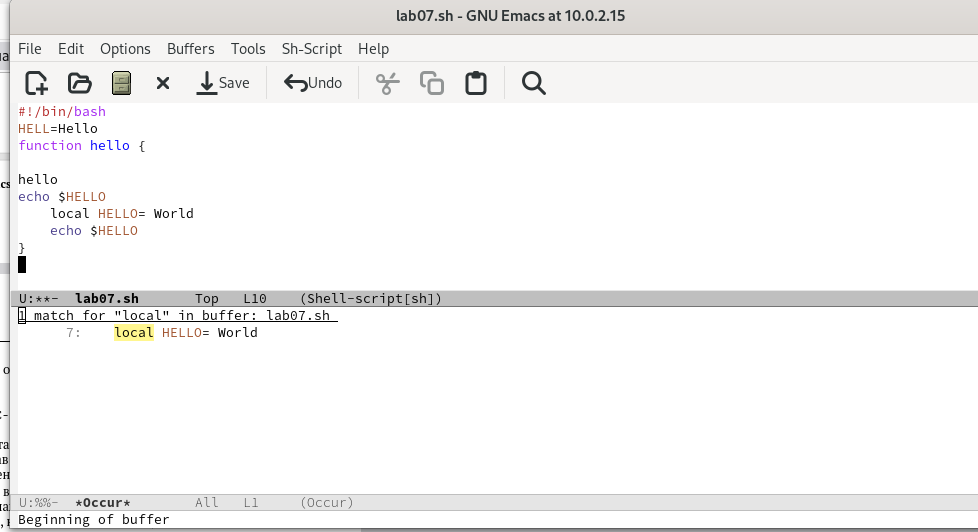 lab07.sh - GNU Emacs at 10.0.2.15
File Edit Options Buffers Tools Sh-Script Help
Save Undo
#!/bin/bash
HELL=Hello
function hello {
hello
echo $HELLO
    local HELLO= World
    echo $HELLO
}
U:**-  lab07.sh       Top   L10    (Shell-script[sh])
1 match for "local" in buffer: lab07.sh
      7:    local HELLO= World
U:%%-  *Occur*        All   L1     (Occur)
Beginning of buffer